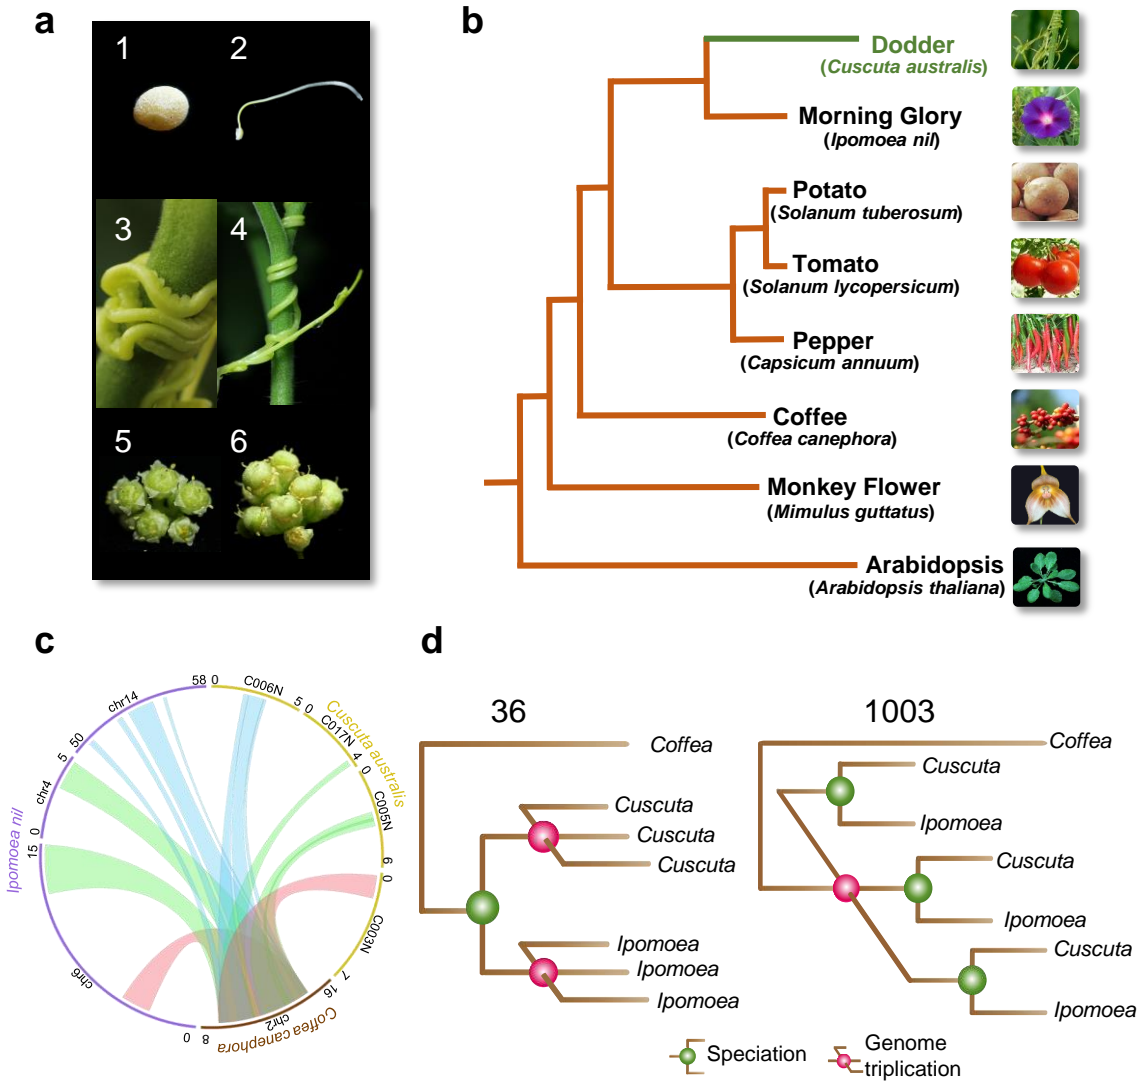 a
1
2
3
4
5
6
b
Dodder
(Cuscuta australis)
Morning Glory
(Ipomoea nil)
Potato
(Solanum tuberosum)
Tomato
(Solanum lycopersicum)
Pepper
(Capsicum annuum)
Coffee
(Coffea canephora)
Monkey Flower
(Mimulus guttatus)
Arabidopsis
(Arabidopsis thaliana)
c
58
0
C006N
5
0
C017N
4
0
C005N
6
0
C003N
7
16
chr2
8
0
chr6
15
0
chr4
5
50
chr14
Cuscuta australis
Ipomoea nil
Coffea canephora
d
36
Coffea
Cuscuta
Cuscuta
Cuscuta
Ipomoea
Ipomoea
Ipomoea
1003
Coffea
Cuscuta
Ipomoea
Cuscuta
Ipomoea
Cuscuta
Ipomoea
Speciation
Genome
triplication